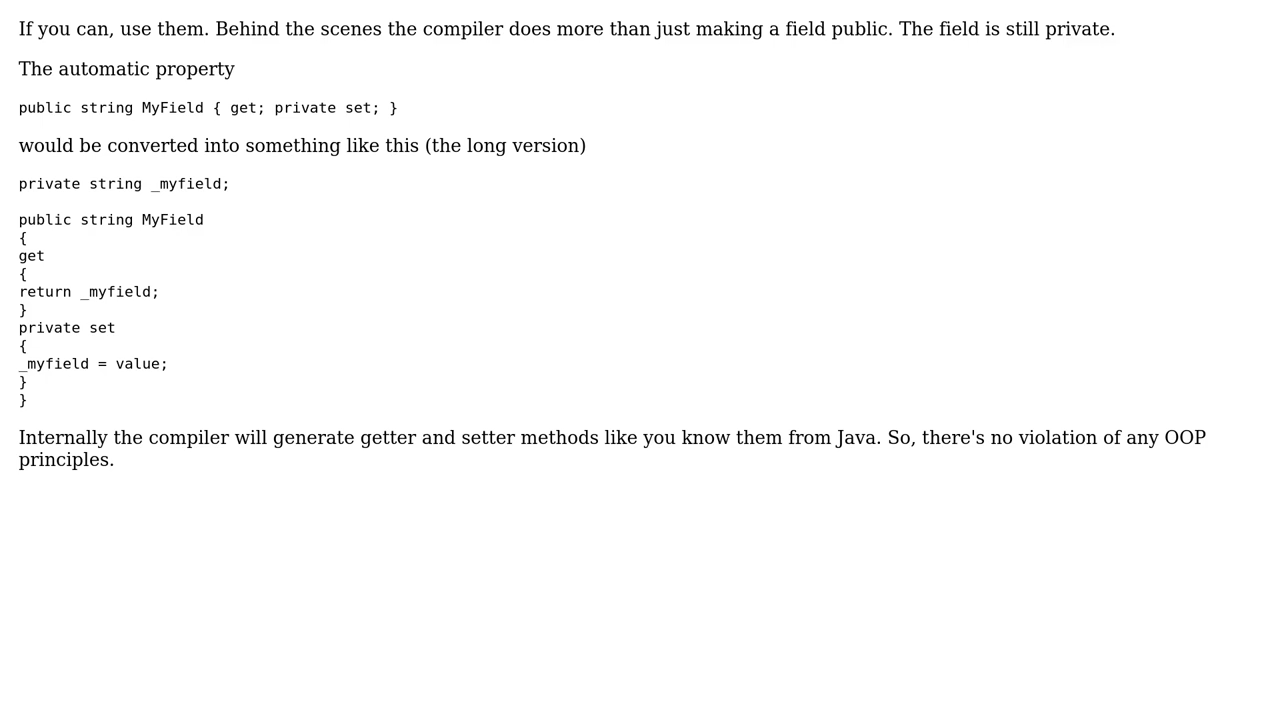 If you can, use them. Behind the scenes the compiler does more than just making a field public. The field is still private.
The automatic property
public string MyField { get; private set; }
would be converted into something like this (the long version)
private string _myfield;
public string MyField
{
get
{
return _myfield;
}
private set
{
_myfield = value;
}
}
Internally the compiler will generate getter and setter methods like you know them from Java. So, there's no violation of any OOP
principles.